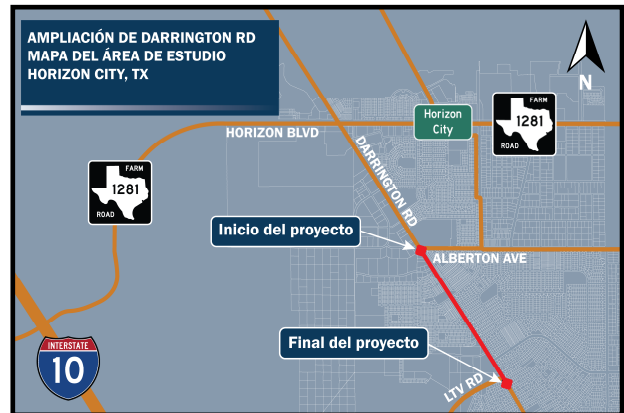 AMPLIACIÓN DE DARRINGTON RD
MAPA DEL ÁREA DE ESTUDIO
HORIZON CITY, TX
N
FARM
1281
ROAD
Horizon
City
HORIZON BLVD
DARRINGTON RD
FARM
1281
ROAD
Inicio del proyecto
ALBERTON AVE
Final del proyecto
INTERSTATE
10
LTV RD